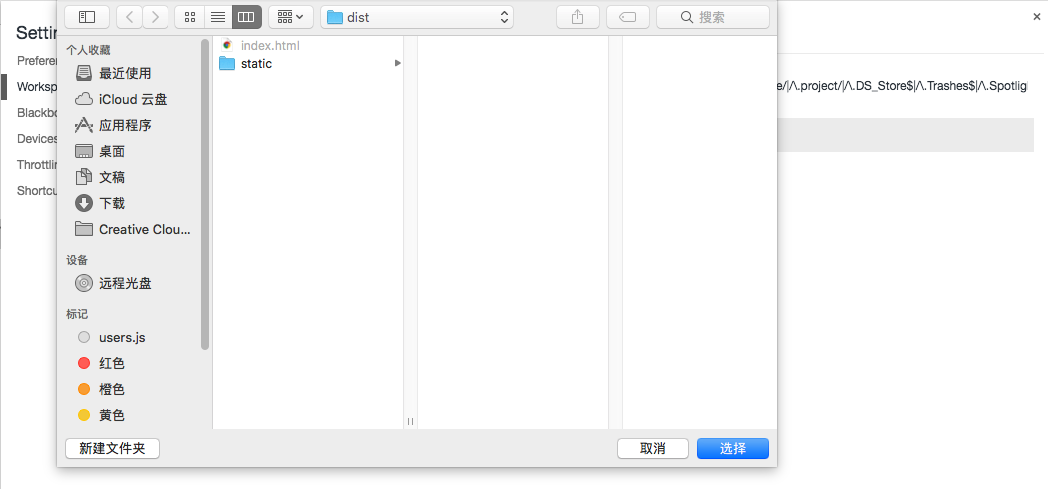 Settin
dist
搜索
Preferen
Worksp
Blackbo
Devices
Throttlin
Shortcu
个人收藏
最近使用
iCloud 云盘
应用程序
桌面
文稿
下载
Creative Clou...
设备
远程光盘
标记
users.js
红色
橙色
黄色
index.html
static
e/|/\.project/|/\.DS_Store$|/\.Trashes$|/\.Spotlig
新建文件夹
取消
选择